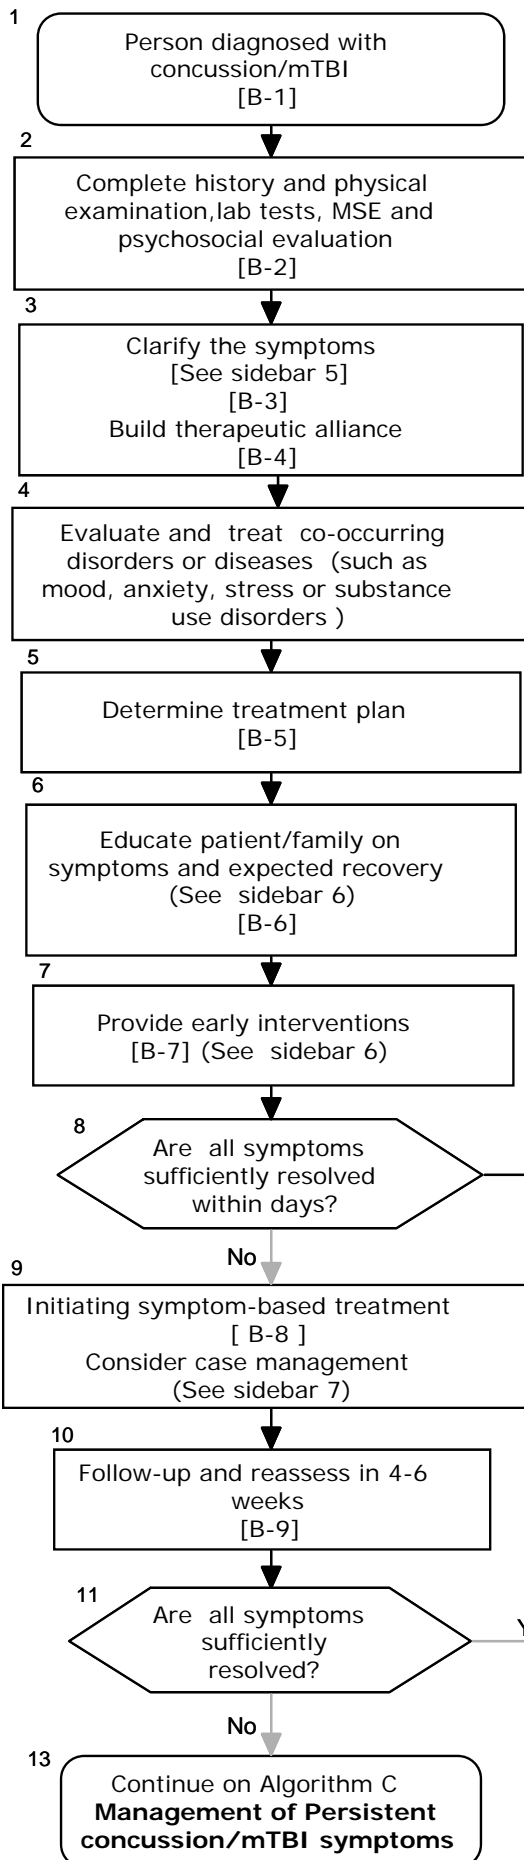 1
Person diagnosed with
concussion/mTBI
[B-1]
2
Complete history and physical
examination,lab tests, MSE and
psychosocial evaluation
[B-2]
3
Clarify the symptoms
[See sidebar 5]
[B-3]
Build therapeutic alliance
[B-4]
4
Evaluate and treat co-occurring
disorders or diseases (such as
mood, anxiety, stress or substance
use disorders )
5
Determine treatment plan
[B-5]
6
Educate patient/family on
symptoms and expected recovery
(See sidebar 6)
[B-6]
7
Provide early interventions
[B-7] (See sidebar 6)
8
Are all symptoms
sufficiently resolved
within days?
No
9
Initiating symptom-based treatment
[ B-8 ]
Consider case management
(See sidebar 7)
10
Follow-up and reassess in 4-6
weeks
[B-9]
11
Are all symptoms
sufficiently
resolved?
No
13
Continue on Algorithm C
Management of Persistent
concussion/mTBI symptoms